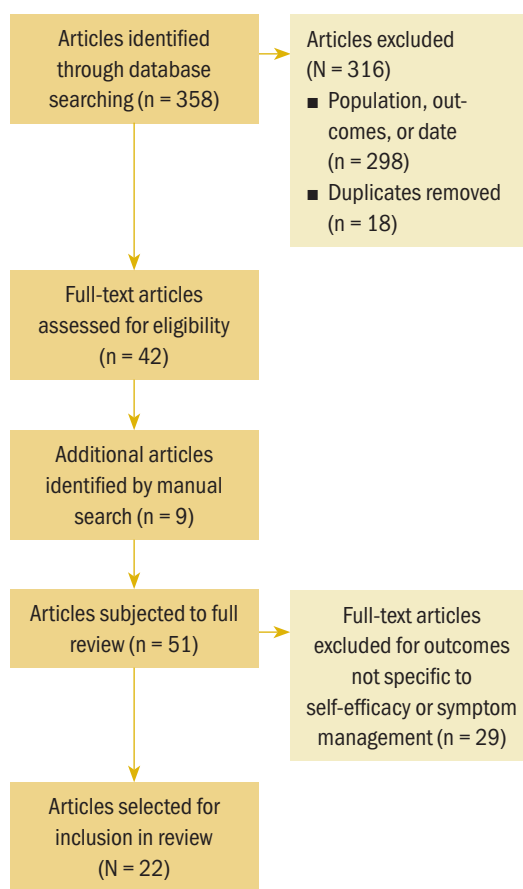 Articles identified
through database
searching (n = 358)
Articles excluded
(N = 316)
■ Population, out-
comes, or date
(n = 298)
■ Duplicates removed
(n = 18)
Full-text articles
assessed for eligibility
(n = 42)
Additional articles
identified by manual
search (n = 9)
Articles subjected to full
review (n = 51)
Full-text articles
excluded for outcomes
not specific to
self-efficacy or symptom
management (n = 29)
Articles selected for
inclusion in review
(N = 22)